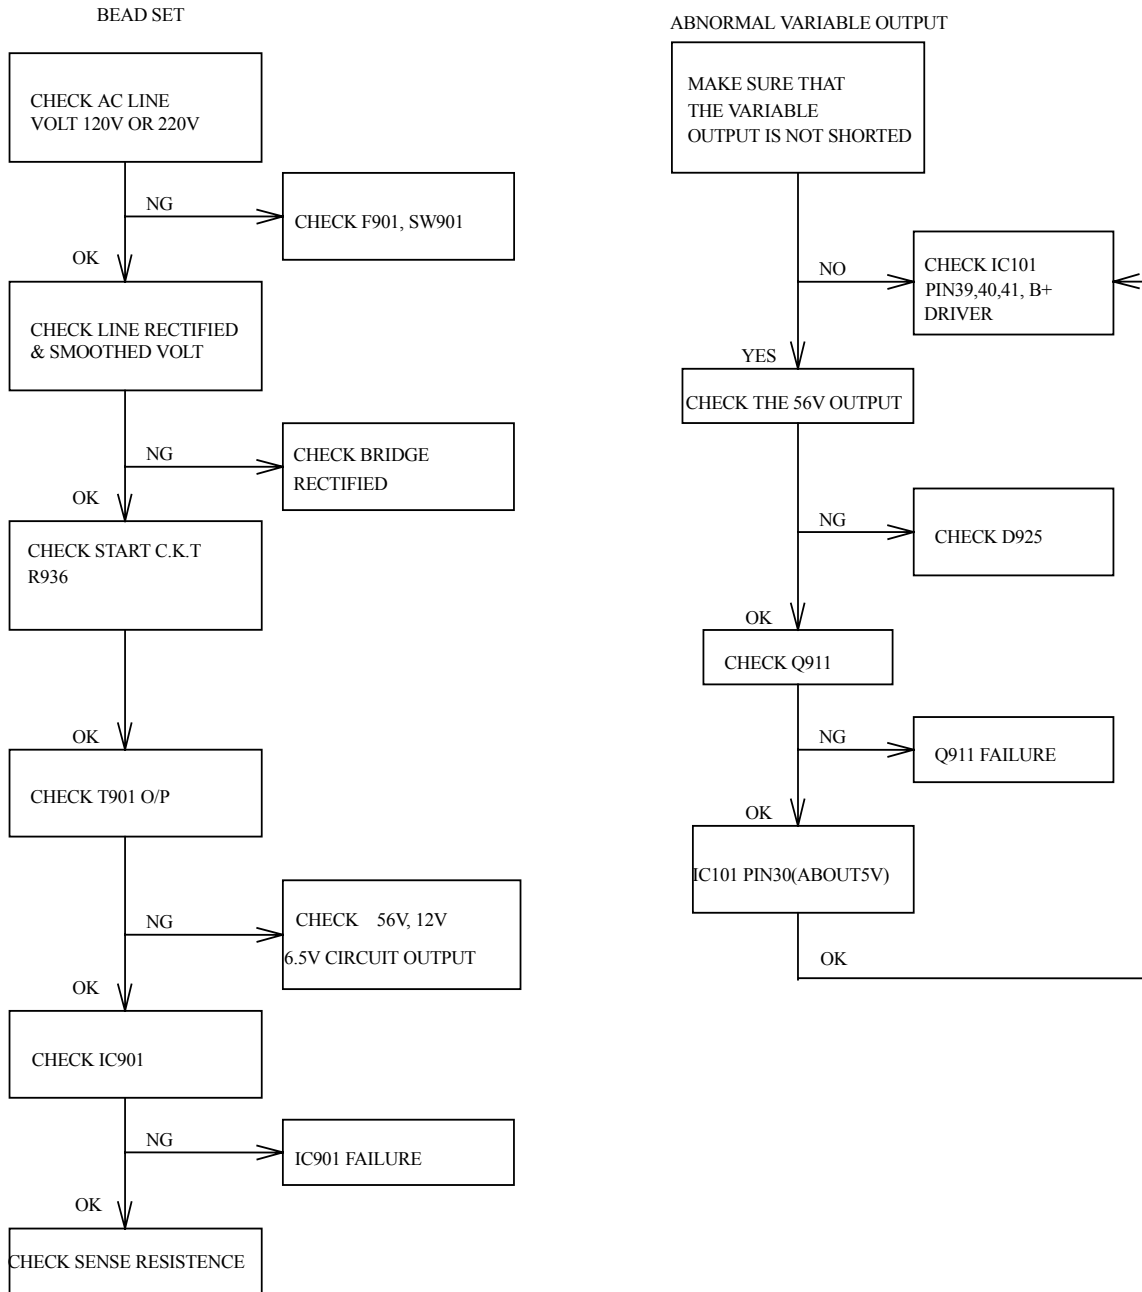 BEAD SET
CHECK AC LINE
VOLT 120V OR 220V
NG
CHECK F901, SW901
OK
CHECK LINE RECTIFIED
& SMOOTHED VOLT
NG
CHECK BRIDGE
RECTIFIED
OK
CHECK START C.K.T
R936
OK
CHECK T901 O/P
NG
CHECK 56V, 12V
6.5V CIRCUIT OUTPUT
OK
CHECK IC901
NG
IC901 FAILURE
OK
CHECK SENSE RESISTENCE
ABNORMAL VARIABLE OUTPUT
MAKE SURE THAT
THE VARIABLE
OUTPUT IS NOT SHORTED
NO
CHECK IC101
PIN39,40,41, B+
DRIVER
YES
CHECK THE 56V OUTPUT
NG
CHECK D925
OK
CHECK Q911
NG
Q911 FAILURE
OK
IC101 PIN30(ABOUT5V)
OK